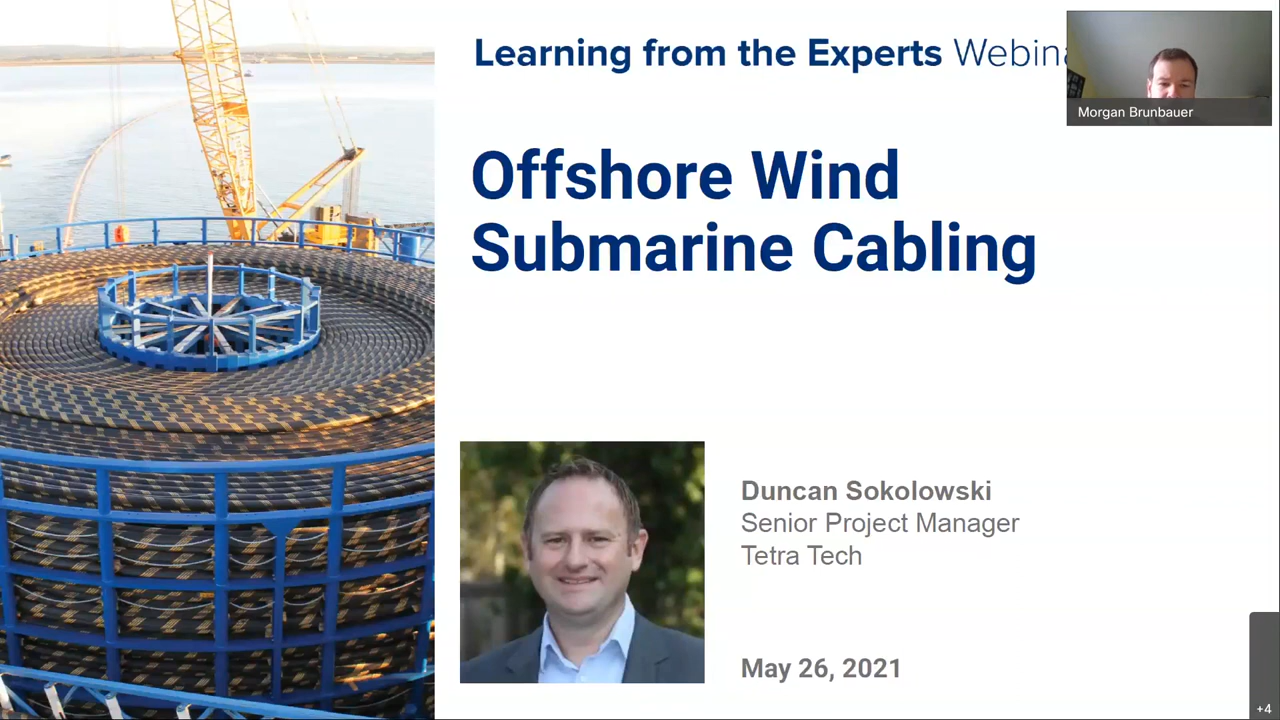 Learning from the Experts Webina
Morgan Brunbauer
Offshore Wind
Submarine Cabling
Duncan Sokolowski
Senior Project Manager
Tetra Tech
May 26, 2021
+4